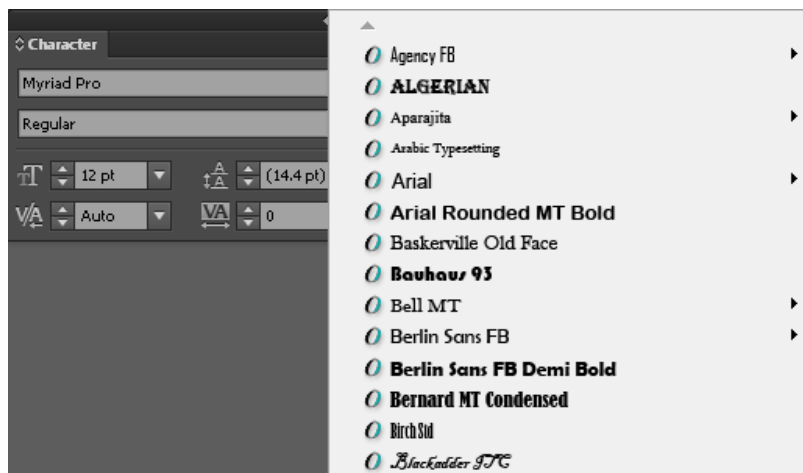 Character
Myriad Pro
Regular
12 pt (14.4 pt)
Auto 0
Agency FB
ALGERIAN
Aparajita
Arabic Typesetting
Arial
Arial Rounded MT Bold
Baskerville Old Face
Bauhaus 93
Bell MT
Berlin Sans FB
Berlin Sans FB Demi Bold
Bernard MT Condensed
Birch Std
Blackadder ITC